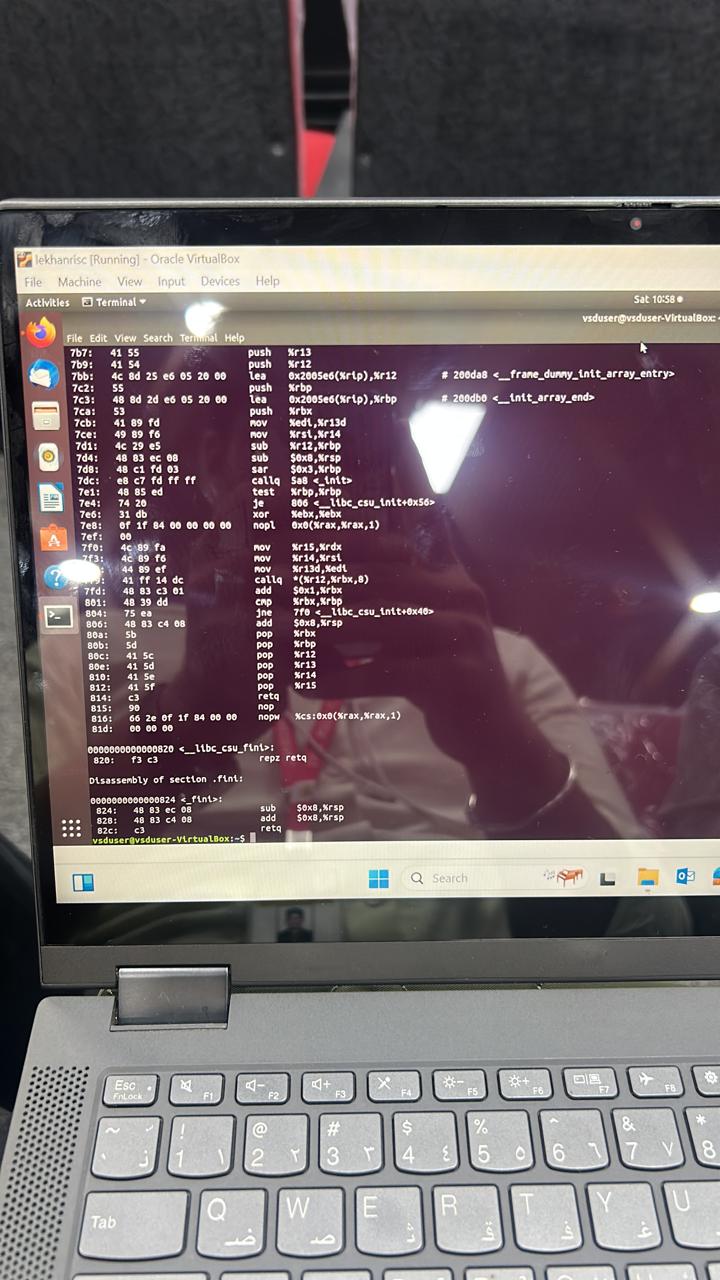 lekhanrisc [Running] - Oracle VirtualBox
File Machine View Input Devices Help
Activities Terminal Sat 10:58
vsduser@vsduser-VirtualBox:
File Edit View Search Terminal Help
7b7: 41 55 push %r13
7b9: 41 54 push %r12
7bb: 4c 8d 25 e6 05 20 00 lea 0x2005e6(%rip),%r12 # 200da8 <__frame_dummy_init_array_entry>
7c2: 55 push %rbp
7c3: 48 8d 2d e6 05 20 00 lea 0x2005e6(%rip),%rbp # 200db0 <__init_array_end>
7ca: 53 push %rbx
7cb: 41 89 fd mov %edi,%r13d
7ce: 49 89 f6 mov %rsi,%r14
7d1: 4c 29 e5 sub %r12,%rbp
7d4: 48 83 ec 08 sub $0x8,%rsp
7d8: 48 c1 fd 03 sar $0x3,%rbp
7dc: e8 c7 fd ff ff callq 5a8 <_init>
7e1: 48 85 ed test %rbp,%rbp
7e4: 74 20 je 806 <__libc_csu_init+0x56>
7e6: 31 db xor %ebx,%ebx
7e8: 0f 1f 84 00 00 00 00 nopl 0x0(%rax,%rax,1)
7ef: 00
7f0: 4c 89 fa mov %r15,%rdx
7f3: 4c 89 f6 mov %r14,%rsi
44 89 ef mov %r13d,%edi
41 ff 14 dc callq *(%r12,%rbx,8)
7fd: 48 83 c3 01 add $0x1,%rbx
801: 48 39 dd cmp %rbx,%rbp
804: 75 ea jne 7f0 <__libc_csu_init+0x40>
806: 48 83 c4 08 add $0x8,%rsp
80a: 5b pop %rbx
80b: 5d pop %rbp
80c: 41 5c pop %r12
80e: 41 5d pop %r13
810: 41 5e pop %r14
812: 41 5f pop %r15
814: c3 retq
815: 90 nop
816: 66 2e 0f 1f 84 00 00 nopw %cs:0x0(%rax,%rax,1)
81d: 00 00 00
0000000000000820 <__libc_csu_fini>:
820: f3 c3 repz retq
Disassembly of section .fini:
0000000000000824 <_fini>:
824: 48 83 ec 08 sub $0x8,%rsp
828: 48 83 c4 08 add $0x8,%rsp
82c: c3 retq
vsduser@vsduser-VirtualBox:~$
Search
Esc F1 F2 F3 F4 F5 F6 F7 F8
FnLock
~ ! @ # $ % ^ & *
` ذ 1 ١ 2 ٢ 3 ٣ 4 ٤ 5 ٥ 6 ٦ 7 ٧ 8
Tab Q ض W ص E R ق T ف Y غ U